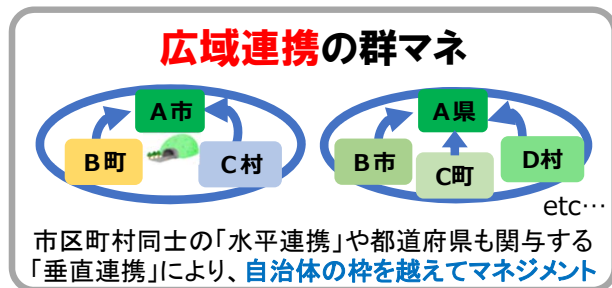 広域連携の群マネ
A市
B町
C村
A県
B市
C町
D村
etc…
市区町村同士の「水平連携」や都道府県も関与する
「垂直連携」により、自治体の枠を越えてマネジメント